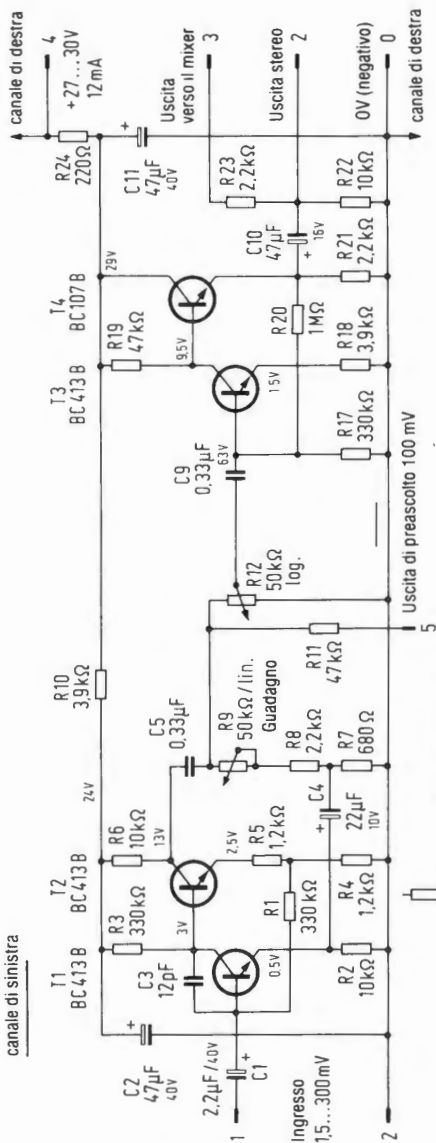 canale di sinistra
canale di destra
4
+27...30V
12mA
R24
220Ω
+
C11
47µF
40V
Uscita
verso il mixer
3
R23
2,2kΩ
Uscita stereo
2
C10
47µF
+
16V
0V (negativo)
0
canale di destra
R22
10kΩ
R21
2,2kΩ
T4
BC107B
29V
R19
47kΩ
9,5V
R20
1MΩ
T3
BC413B
1,5V
R18
3,9kΩ
R17
330kΩ
C9
0,33µF
63V
R12
50kΩ
log.
R10
3,9kΩ
R11
47kΩ
5
Uscita di preascolto 100 mV
C5
0,33µF
R9
50kΩ/lin.
Guadagno
R8
2,2kΩ
R7
680Ω
24V
R6
10kΩ
13V
T2
BC413B
2,5V
R5
1,2kΩ
+
C4
22µF
10V
R3
330kΩ
3V
R1
330kΩ
R4
1,2kΩ
T1
BC413B
C3
12pF
0,5V
R2
10kΩ
+
C2
47µF
40V
2,2µF/40V
+
C1
1
Ingresso
1,5...300mV
2